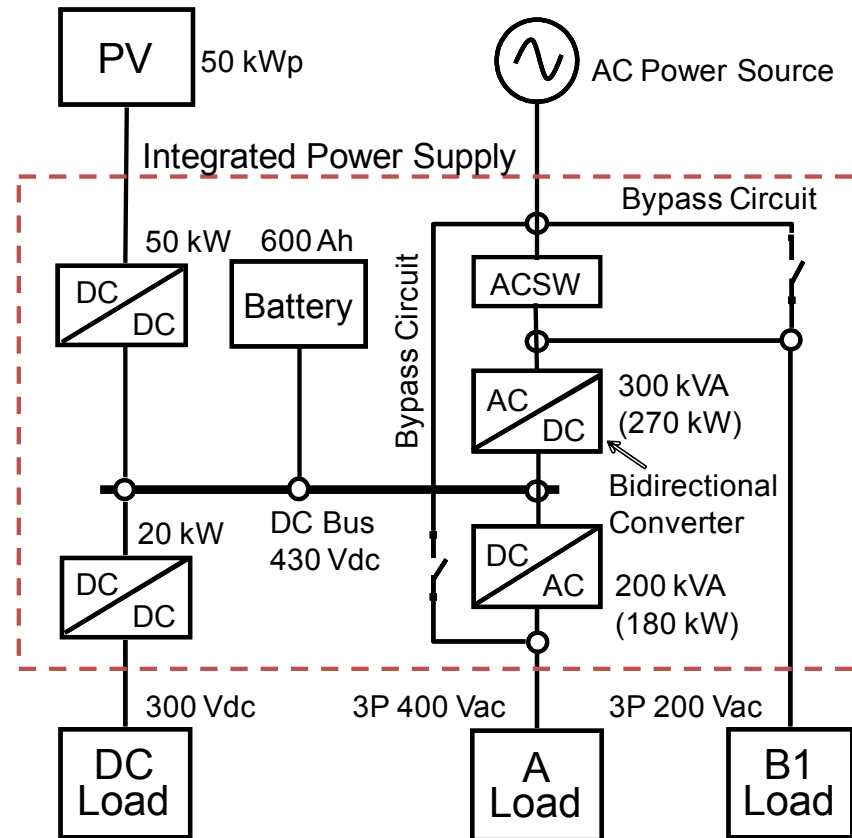 PV
50 kWp
AC Power Source
Integrated Power Supply
Bypass Circuit
50 kW
600 Ah
DC
DC
Battery
Bypass Circuit
ACSW
AC
DC
300 kVA
(270 kW)
Bidirectional
Converter
DC Bus
430 Vdc
20 kW
DC
DC
DC
AC
200 kVA
(180 kW)
300 Vdc
3P 400 Vac
3P 200 Vac
DC
Load
A
Load
B1
Load